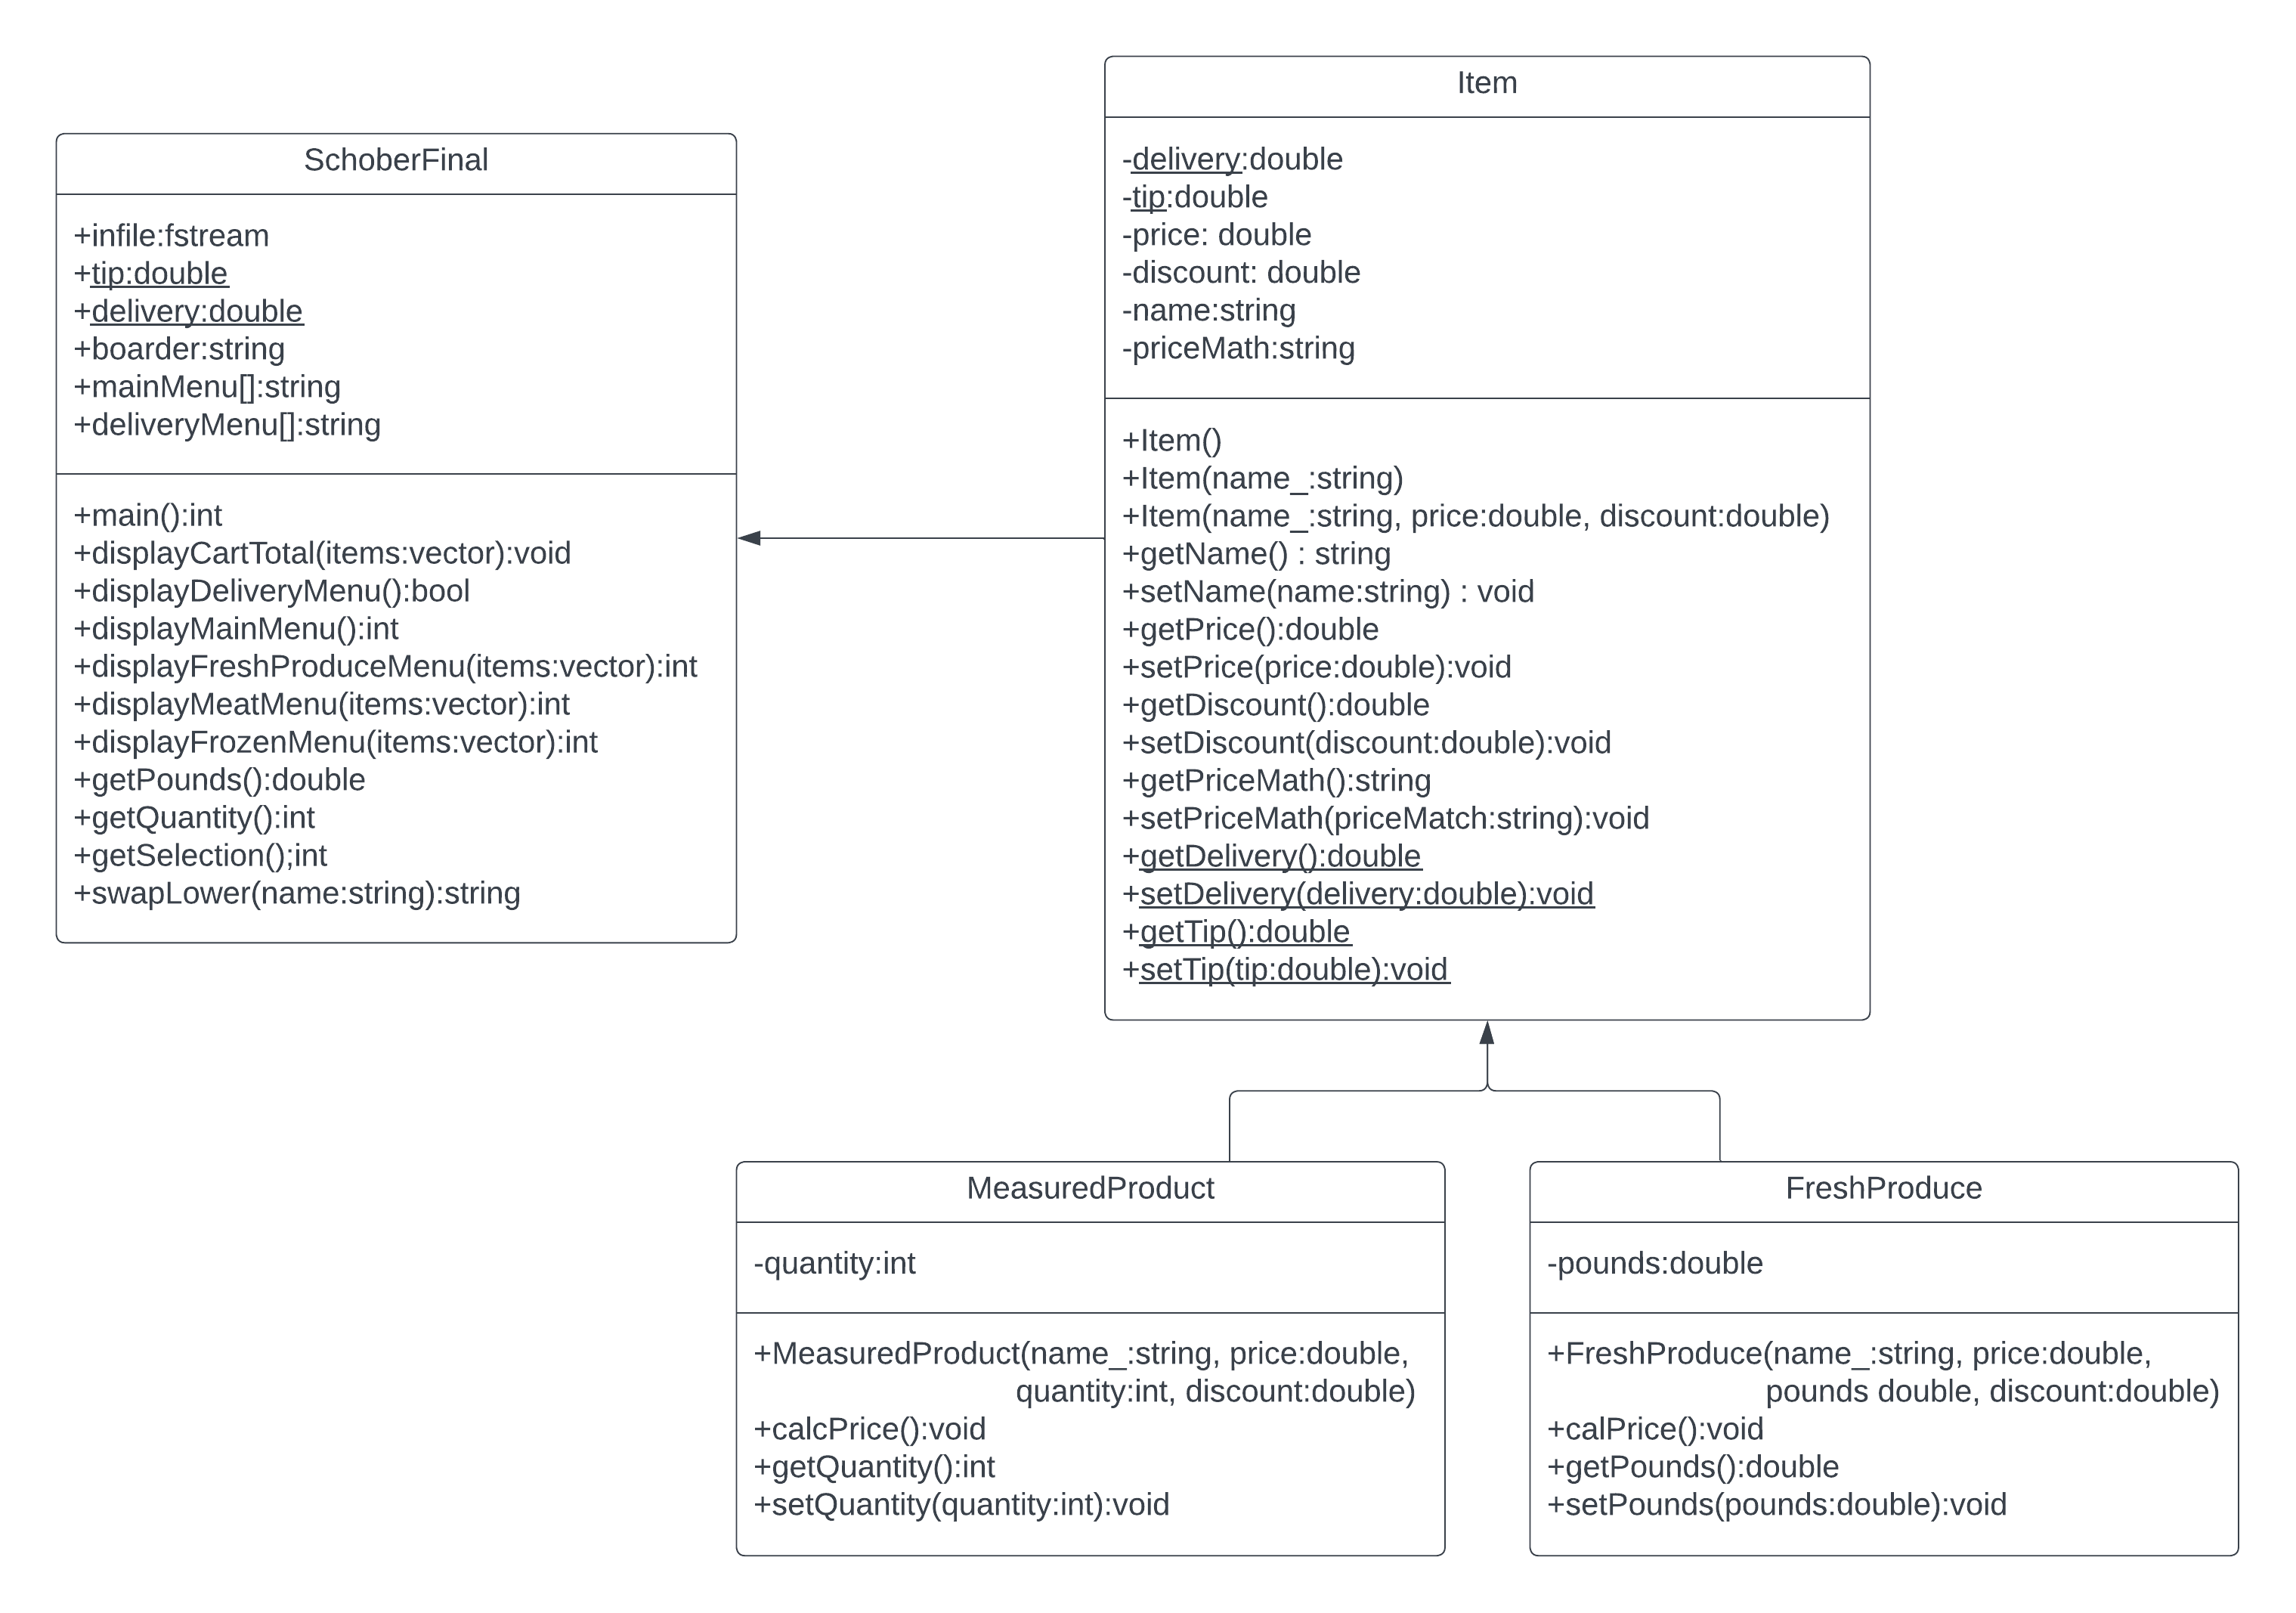 SchoberFinal
+infile:fstream
+tip:double
+delivery:double
+boarder:string
+mainMenu[]:string
+deliveryMenu[]:string
+main():int
+displayCartTotal(items:vector):void
+displayDeliveryMenu():bool
+displayMainMenu():int
+displayFreshProduceMenu(items:vector):int
+displayMeatMenu(items:vector):int
+displayFrozenMenu(items:vector):int
+getPounds():double
+getQuantity():int
+getSelection();int
+swapLower(name:string):string
Item
-delivery:double
-tip:double
-price: double
-discount: double
-name:string
-priceMath:string
+Item()
+Item(name_:string)
+Item(name_:string, price:double, discount:double)
+getName() : string
+setName(name:string) : void
+getPrice():double
+setPrice(price:double):void
+getDiscount():double
+setDiscount(discount:double):void
+getPriceMath():string
+setPriceMath(priceMatch:string):void
+getDelivery():double
+setDelivery(delivery:double):void
+getTip():double
+setTip(tip:double):void
MeasuredProduct
-quantity:int
+MeasuredProduct(name_:string, price:double,
quantity:int, discount:double)
+calcPrice():void
+getQuantity():int
+setQuantity(quantity:int):void
FreshProduce
-pounds:double
+FreshProduce(name_:string, price:double,
pounds double, discount:double)
+calPrice():void
+getPounds():double
+setPounds(pounds:double):void